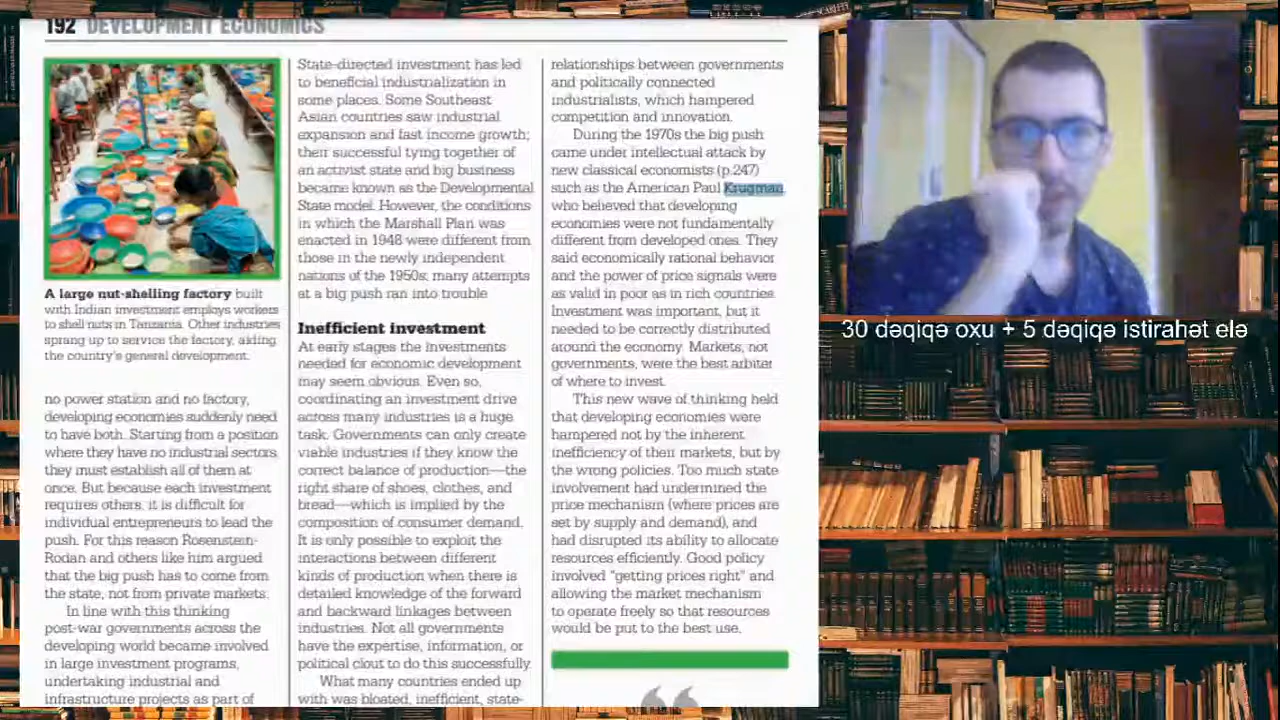 192 DEVELOPMENT ECONOMICS
A large nut-shelling factory built
with Indian investment employs workers
to shell nuts in Tanzania. Other industries
sprang up to service the factory, aiding
the country's general development.
no power station and no factory,
developing economies suddenly need
to have both. Starting from a position
where they have no industrial sectors,
they must establish all of them at
once. But because each investment
requires others, it is difficult for
individual entrepreneurs to lead the
push. For this reason Rosenstein-
Rodan and others like him argued
that the big push has to come from
the state, not from private markets.
In line with this thinking
post-war governments across the
developing world became involved
in large investment programs,
undertaking industrial and
infrastructure projects as part of
State-directed investment has led
to beneficial industrialization in
some places. Some Southeast
Asian countries saw industrial
expansion and fast income growth;
their successful tying together of
an activist state and big business
became known as the Developmental
State model. However, the conditions
in which the Marshall Plan was
enacted in 1948 were different from
those in the newly independent
nations of the 1950s; many attempts
at a big push ran into trouble
Inefficient investment
At early stages the investments
needed for economic development
may seem obvious. Even so,
coordinating an investment drive
across many industries is a huge
task. Governments can only create
viable industries if they know the
correct balance of production—the
right share of shoes, clothes, and
bread—which is implied by the
composition of consumer demand.
It is only possible to exploit the
interactions between different
kinds of production when there is
detailed knowledge of the forward
and backward linkages between
industries. Not all governments
have the expertise, information, or
political clout to do this successfully
What many countries ended up
with was bloated, inefficient, state-
relationships between governments
and politically connected
industrialists, which hampered
competition and innovation.
During the 1970s the big push
came under intellectual attack by
new classical economists (p.247)
such as the American Paul Krugman,
who believed that developing
economies were not fundamentally
different from developed ones. They
said economically rational behavior
and the power of price signals were
as valid in poor as in rich countries.
Investment was important, but it
needed to be correctly distributed
around the economy. Markets, not
governments, were the best arbiter
of where to invest.
This new wave of thinking held
that developing economies were
hampered not by the inherent
inefficiency of their markets, but by
the wrong policies. Too much state
involvement had undermined the
price mechanism (where prices are
set by supply and demand), and
had disrupted its ability to allocate
resources efficiently. Good policy
involved "getting prices right" and
allowing the market mechanism
to operate freely so that resources
would be put to the best use.
“
30 dəqiqə oxu + 5 dəqiqə istirahət elə